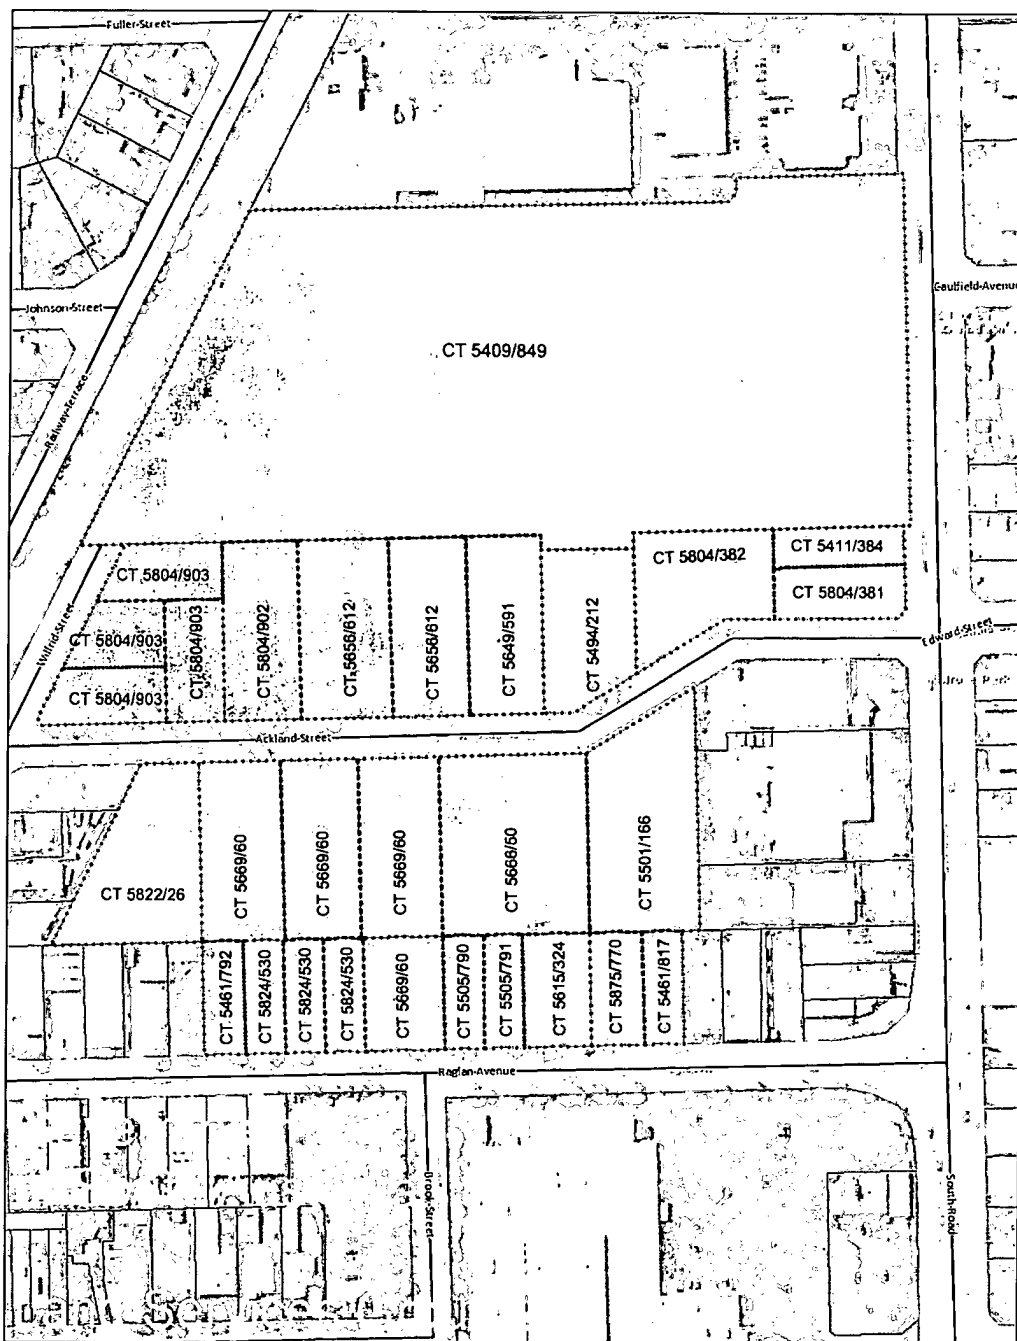 Fuller-Street
Johnson-Street
Gaulfield-Avenue
Railway-Terrace
CT 5409/849
CT 5804/903
CT 5804/382
CT 5411/384
CT 5804/381
CT 5804/903
CT 5804/903
CT 5804/903
CT 5804/902
CT 5656/612
CT 5656/612
CT 5649/591
CT 5494/212
Wilfrid-Street
Edward-Street
Ackland-Street
CT 5822/26
CT 5669/60
CT 5669/60
CT 5669/60
CT 5668/60
CT 5501/166
CT 5461/792
CT 5824/530
CT 5824/530
CT 5824/530
CT 5669/60
CT 5505/790
CT 5505/791
CT 5615/324
CT 5875/770
CT 5461/817
Raglan-Avenue
Brook-Street
South-Road